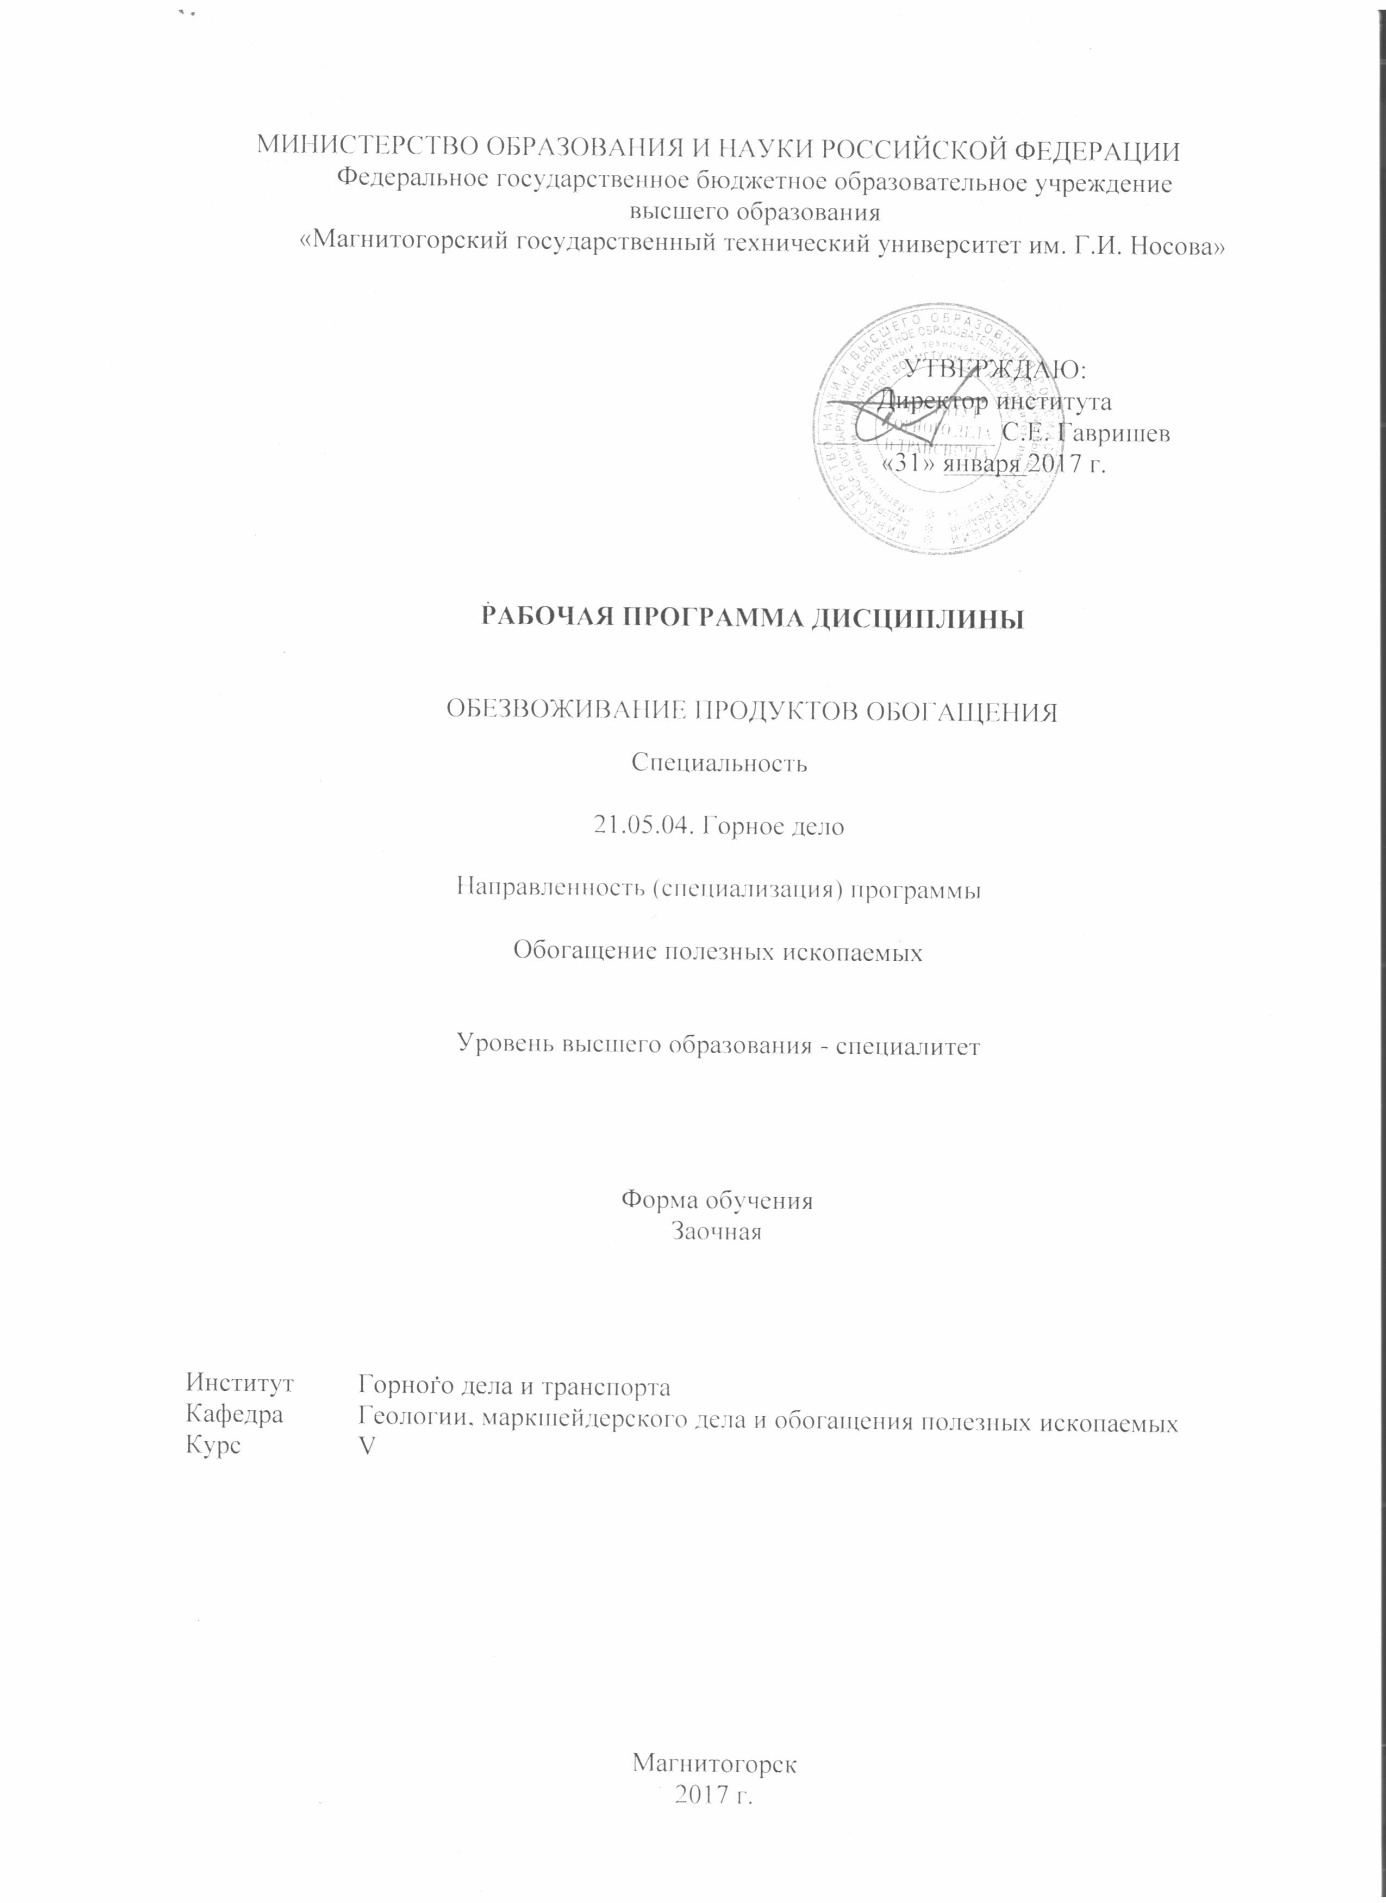 МИНИСТЕРСТВО ОБРАЗОВАНИЯ И НАУКИ РОССИЙСКОЙ ФЕДЕРАЦИИ
Федеральное государственное бюджетное образовательное учреждение
высшего образования
«Магнитогорский государственный технический университет им. Г.И. Носова»
УТВЕРЖДАЮ:
Директор института
С.Е. Гавришев
«31» января 2017 г.
РАБОЧАЯ ПРОГРАММА ДИСЦИПЛИНЫ
ОБЕЗВОЖИВАНИЕ ПРОДУКТОВ ОБОГАЩЕНИЯ
Специальность
21.05.04. Горное дело
Направленность (специализация) программы
Обогащение полезных ископаемых
Уровень высшего образования - специалитет
Форма обучения
Заочная
Институт Горного дела и транспорта
Кафедра Геологии, маркшейдерского дела и обогащения полезных ископаемых
Курс V
Магнитогорск
2017 г.